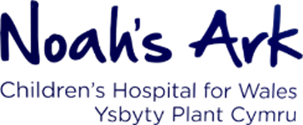 Noah's Ark
Children's Hospital for Wales
Ysbyty Plant Cymru